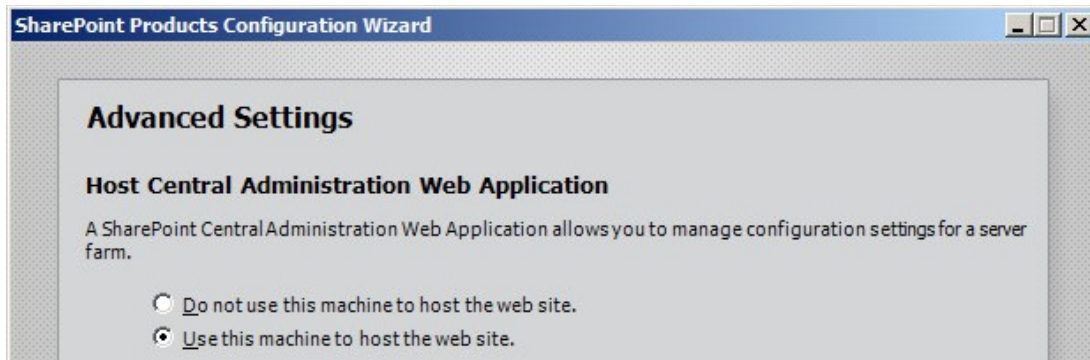 SharePoint Products Configuration Wizard
Advanced Settings
Host Central Administration Web Application
A SharePoint Central Administration Web Application allows you to manage configuration settings for a server
farm.
Do not use this machine to host the web site.
Use this machine to host the web site.